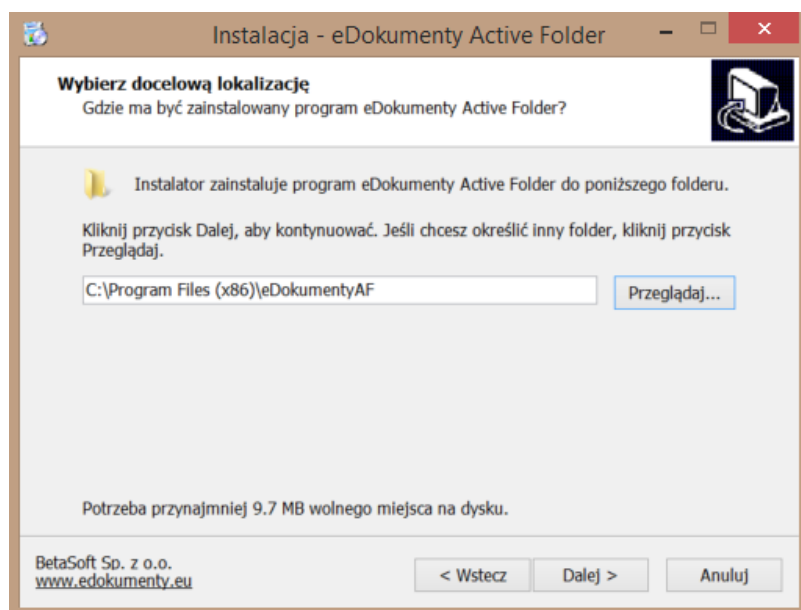 Instalacja - eDokumenty Active Folder
Wybierz docelową lokalizację
Gdzie ma być zainstalowany program eDokumenty Active Folder?
Instalator zainstaluje program eDokumenty Active Folder do poniższego folderu.
Kliknij przycisk Dalej, aby kontynuować. Jeśli chcesz określić inny folder, kliknij przycisk
Przeglądaj.
C:\Program Files (x86)\eDokumentyAF
Przeglądaj...
Potrzeba przynajmniej 9.7 MB wolnego miejsca na dysku.
BetaSoft Sp. z o.o.
www.edokumenty.eu
< Wstecz
Dalej >
Anuluj